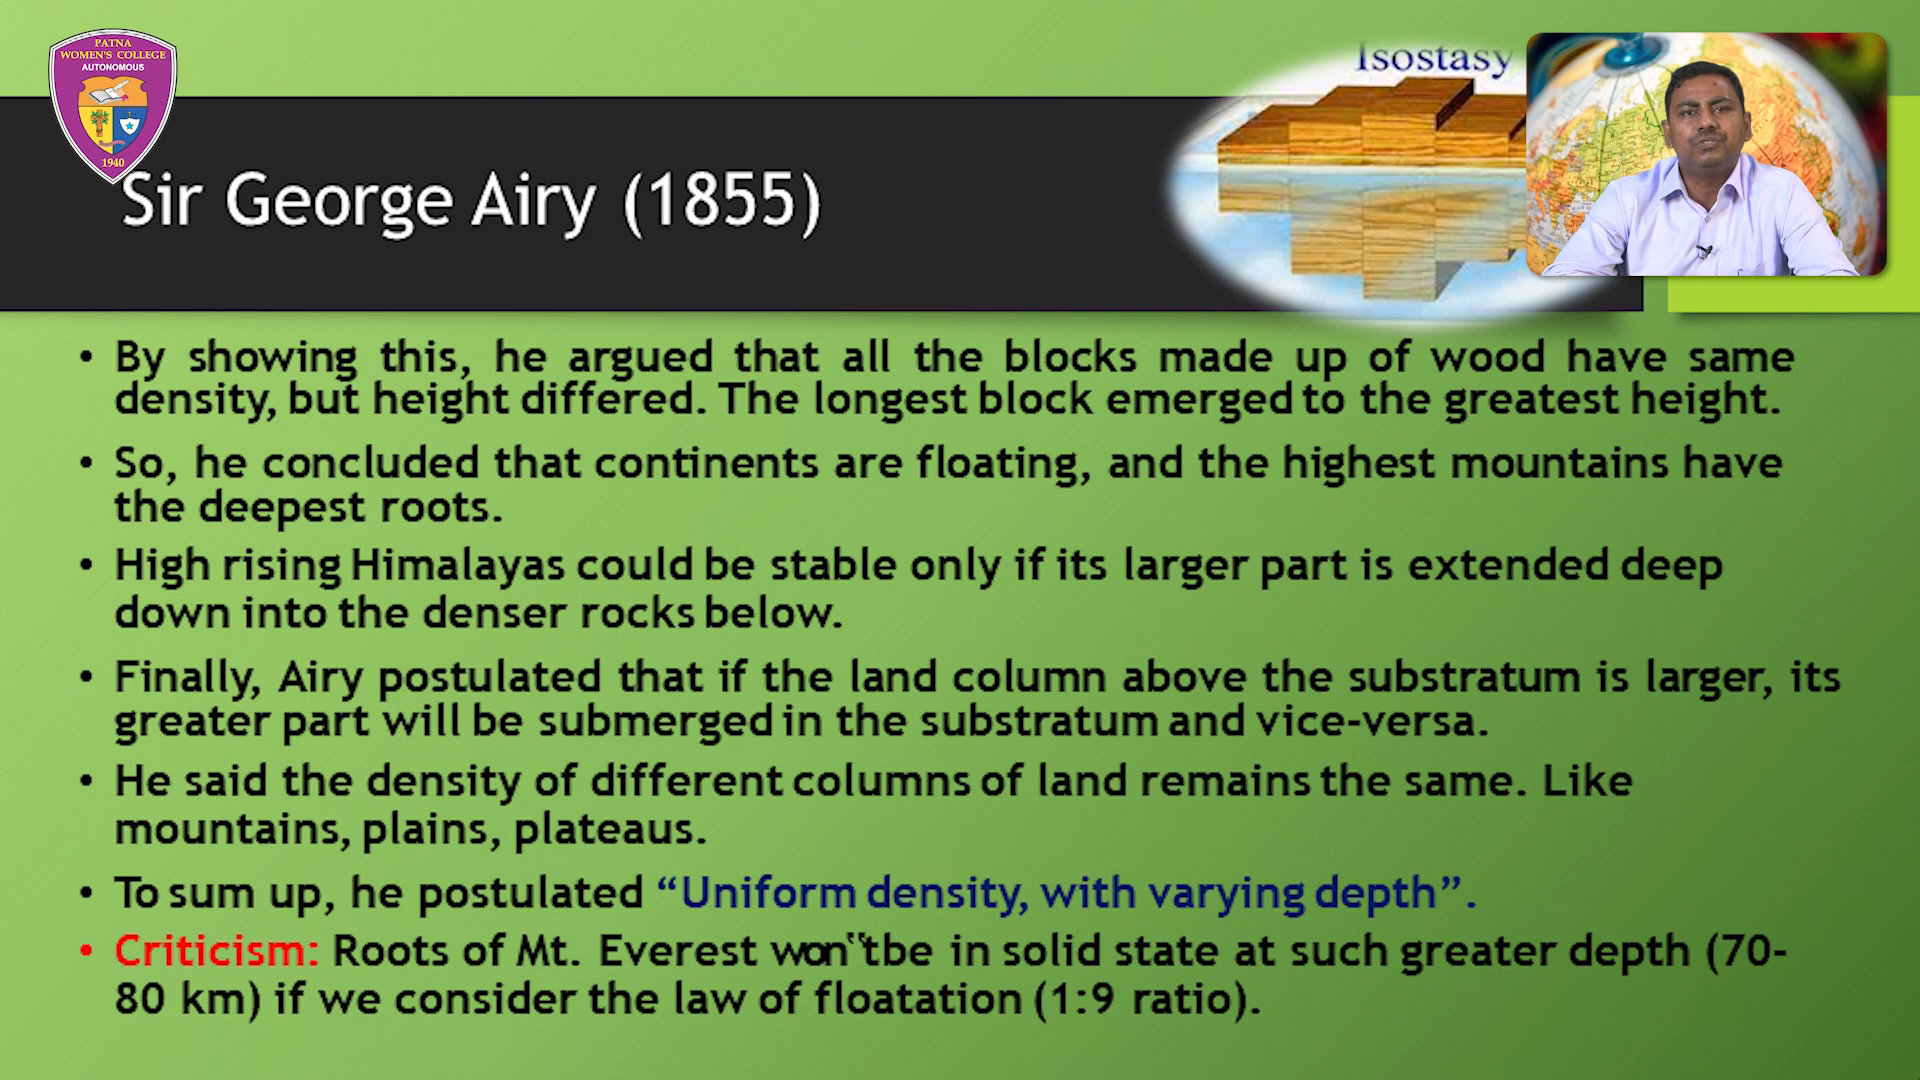 PATNA
WOMEN'S COLLEGE
AUTONOMOUS
1940
Isostasy
Sir George Airy (1855)
• By showing this, he argued that all the blocks made up of wood have same
density, but height differed. The longest block emerged to the greatest height.
• So, he concluded that continents are floating, and the highest mountains have
the deepest roots.
• High rising Himalayas could be stable only if its larger part is extended deep
down into the denser rocks below.
• Finally, Airy postulated that if the land column above the substratum is larger, its
greater part will be submerged in the substratum and vice-versa.
• He said the density of different columns of land remains the same. Like
mountains, plains, plateaus.
• To sum up, he postulated “Uniform density, with varying depth”.
• Criticism: Roots of Mt. Everest won‟t be in solid state at such greater depth (70-
80 km) if we consider the law of floatation (1:9 ratio).